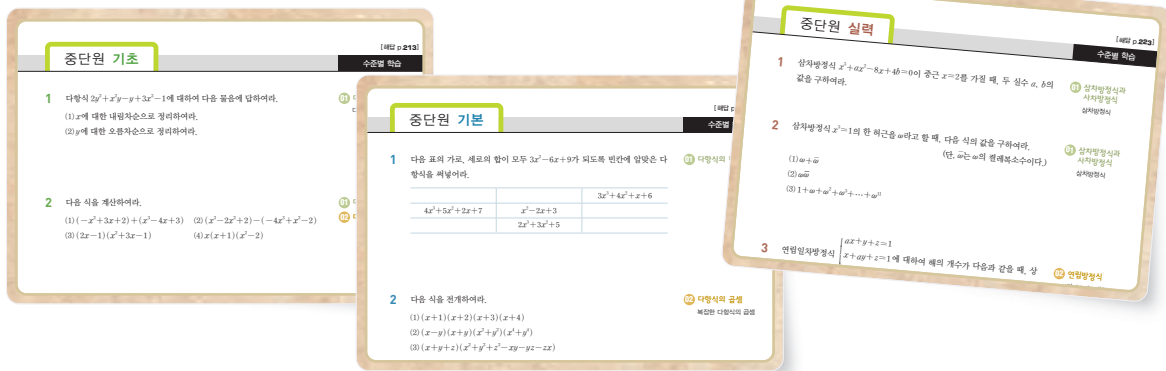 [해답 p.213]
중단원 기초
수준별 학습
1 다항식 2y²+x²y-y+3x³-1에 대하여 다음 물음에 답하여라.
(1) x에 대한 내림차순으로 정리하여라.
(2) y에 대한 오름차순으로 정리하여라.
01
2 다음 식을 계산하여라.
(1) (-x²+3x+2)+(x³-4x+3) (2) (x³-2x²+2)-(-4x³+x²-2)
(3) (2x-1)(x²+3x-1) (4) x(x+1)(x²-2)
01
02
[해답 p
중단원 기본
수준별
1 다음 표의 가로, 세로의 합이 모두 3x²-6x+9가 되도록 빈칸에 알맞은 다
항식을 써넣어라.
01 다항식의
3x³+4x²+x+6
4x³+5x²+2x+7 x²-2x+3
2x³+3x²+5
2 다음 식을 전개하여라.
(1) (x+1)(x+2)(x+3)(x+4)
(2) (x-y)(x+y)(x²+y²)(x⁴+y⁴)
(3) (x+y+z)(x²+y²+z²-xy-yz-zx)
02 다항식의 곱셈
복잡한 다항식의 곱셈
[해답 p.223]
중단원 실력
수준별 학습
1 삼차방정식 x³+ax²-8x+4b=0이 중근 x=2를 가질 때, 두 실수 a, b의
값을 구하여라.
01 삼차방정식과
사차방정식
삼차방정식
2 삼차방정식 x³=1의 한 허근을 ω라고 할 때, 다음 식의 값을 구하여라.
(단, ω̄는 ω의 켤레복소수이다.)
(1) ω+ω̄
(2) ωω̄
(3) 1+ω+ω²+ω³+⋯+ω¹¹
01 삼차방정식과
사차방정식
삼차방정식
3 연립일차방정식 {ax+y+z=1
x+ay+z=1에 대하여 해의 개수가 다음과 같을 때, 상
02 연립방정식